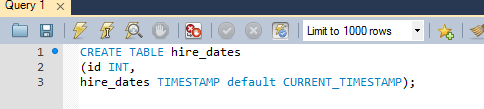 Query 1
Limit to 1000 rows
1 CREATE TABLE hire_dates
2 (id INT,
3 hire_dates TIMESTAMP default CURRENT_TIMESTAMP);